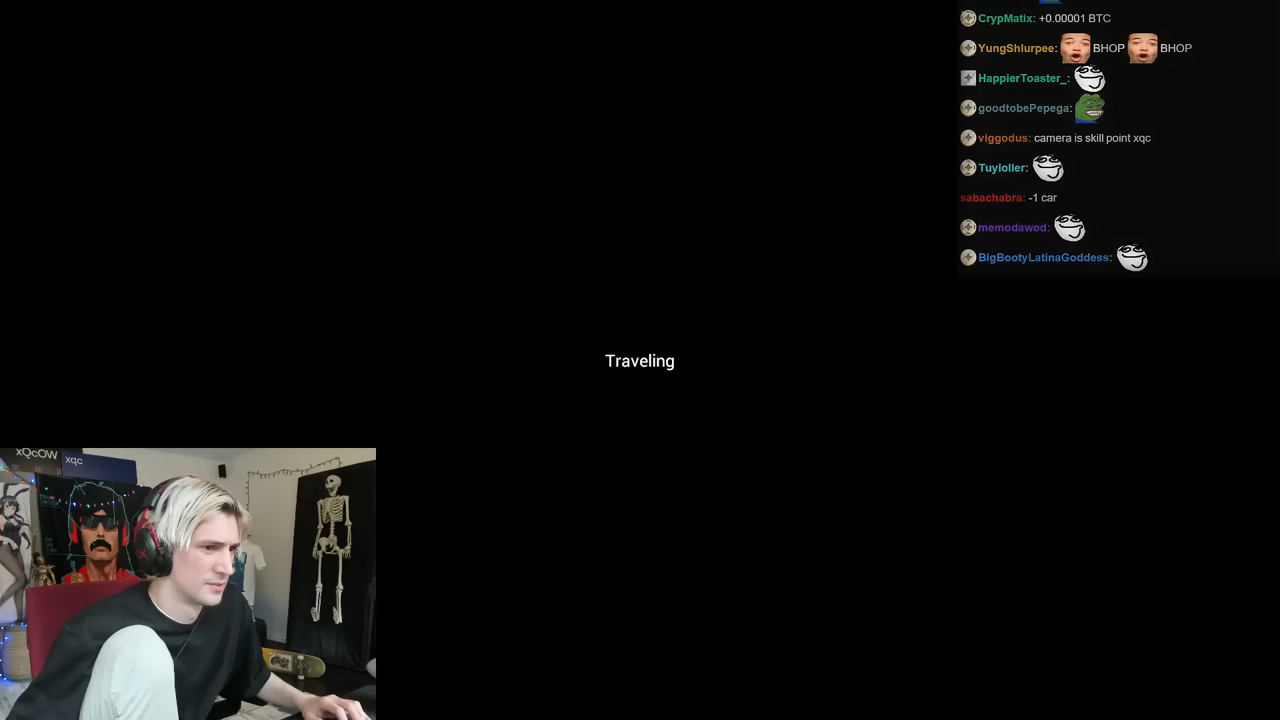 CrypMatix: +0.00001 BTC
YungShlurpee: BHOP BHOP
HappierToaster_:
goodtobePepega:
viggodus: camera is skill point xqc
Tuyloller:
sabachabra: -1 car
memodawod:
BigBootyLatinaGoddess:
Traveling
xQcOW
xqc